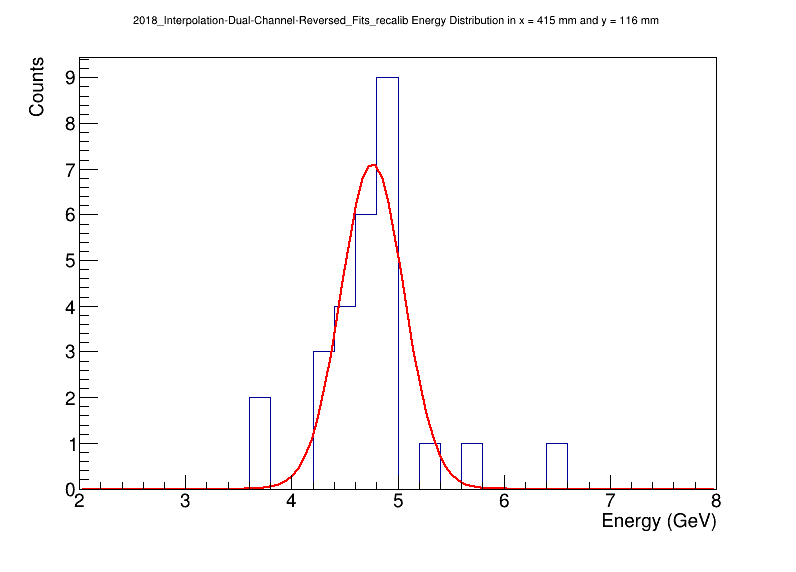 2018_Interpolation-Dual-Channel-Reversed_Fits_recalib Energy Distribution in x = 415 mm and y = 116 mm
Counts
9
8
7
6
5
4
3
2
1
0
2 3 4 5 6 7 8
Energy (GeV)